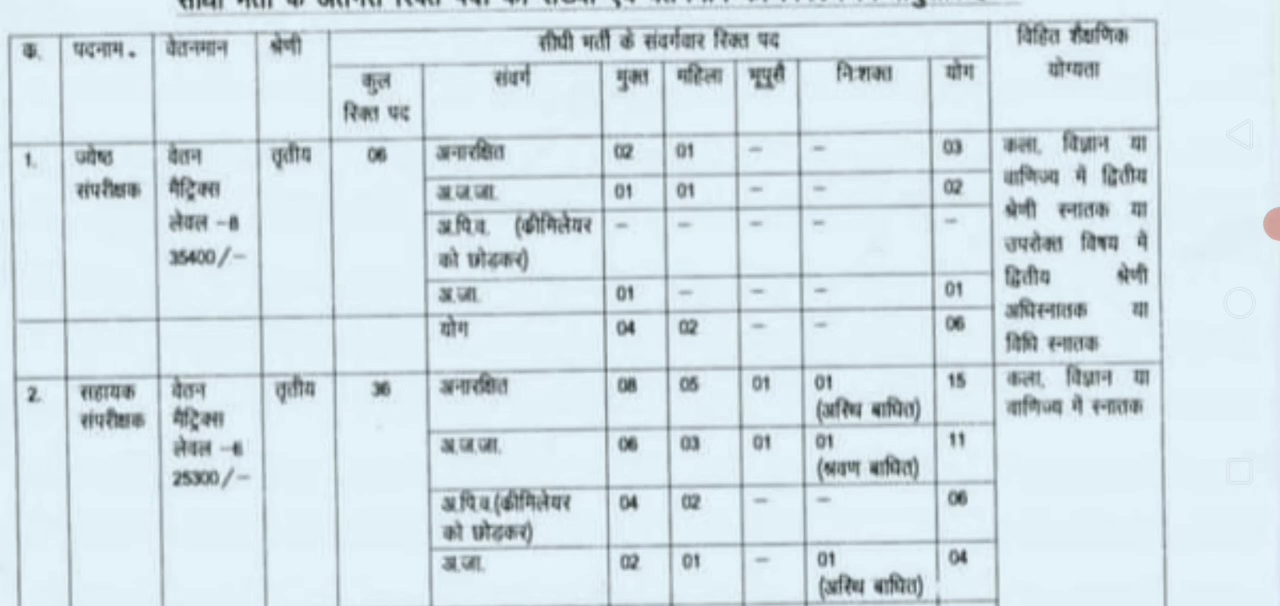 क्र. पदनाम. वेतनमान श्रेणी सीधी भर्ती के संवर्गवार रिक्त पद विहित शैक्षणिक योग्यता
कुल रिक्त पद संवर्ग मुक्त महिला भूपूसै निःशक्त योग
1. ज्येष्ठ संपरीक्षक वेतन मैट्रिक्स लेवल –8 35400/– तृतीय 06 अनारक्षित 02 01 – – 03 कला, विज्ञान या वाणिज्य में द्वितीय श्रेणी स्नातक या उपरोक्त विषय में द्वितीय श्रेणी अधिस्नातक या विधि स्नातक
अ.ज.जा. 01 01 – – 02
अ.पि.व. (क्रीमिलेयर को छोड़कर) – – – – –
अ.जा. 01 – – – 01
योग 04 02 – – 06
2. सहायक संपरीक्षक वेतन मैट्रिक्स लेवल –6 25300/– तृतीय 36 अनारक्षित 08 05 01 01 (अस्थि बाधित) 15 कला, विज्ञान या वाणिज्य में स्नातक
अ.ज.जा. 06 03 01 01 (श्रवण बाधित) 11
अ.पि.व.(क्रीमिलेयर को छोड़कर) 04 02 – – 06
अ.जा. 02 01 – 01 (अस्थि बाधित) 04